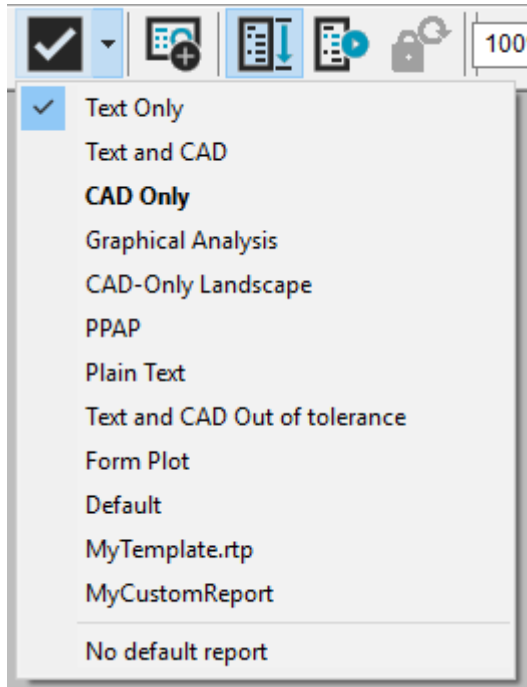 100
Text Only
Text and CAD
CAD Only
Graphical Analysis
CAD-Only Landscape
PPAP
Plain Text
Text and CAD Out of tolerance
Form Plot
Default
MyTemplate.rtp
MyCustomReport
No default report